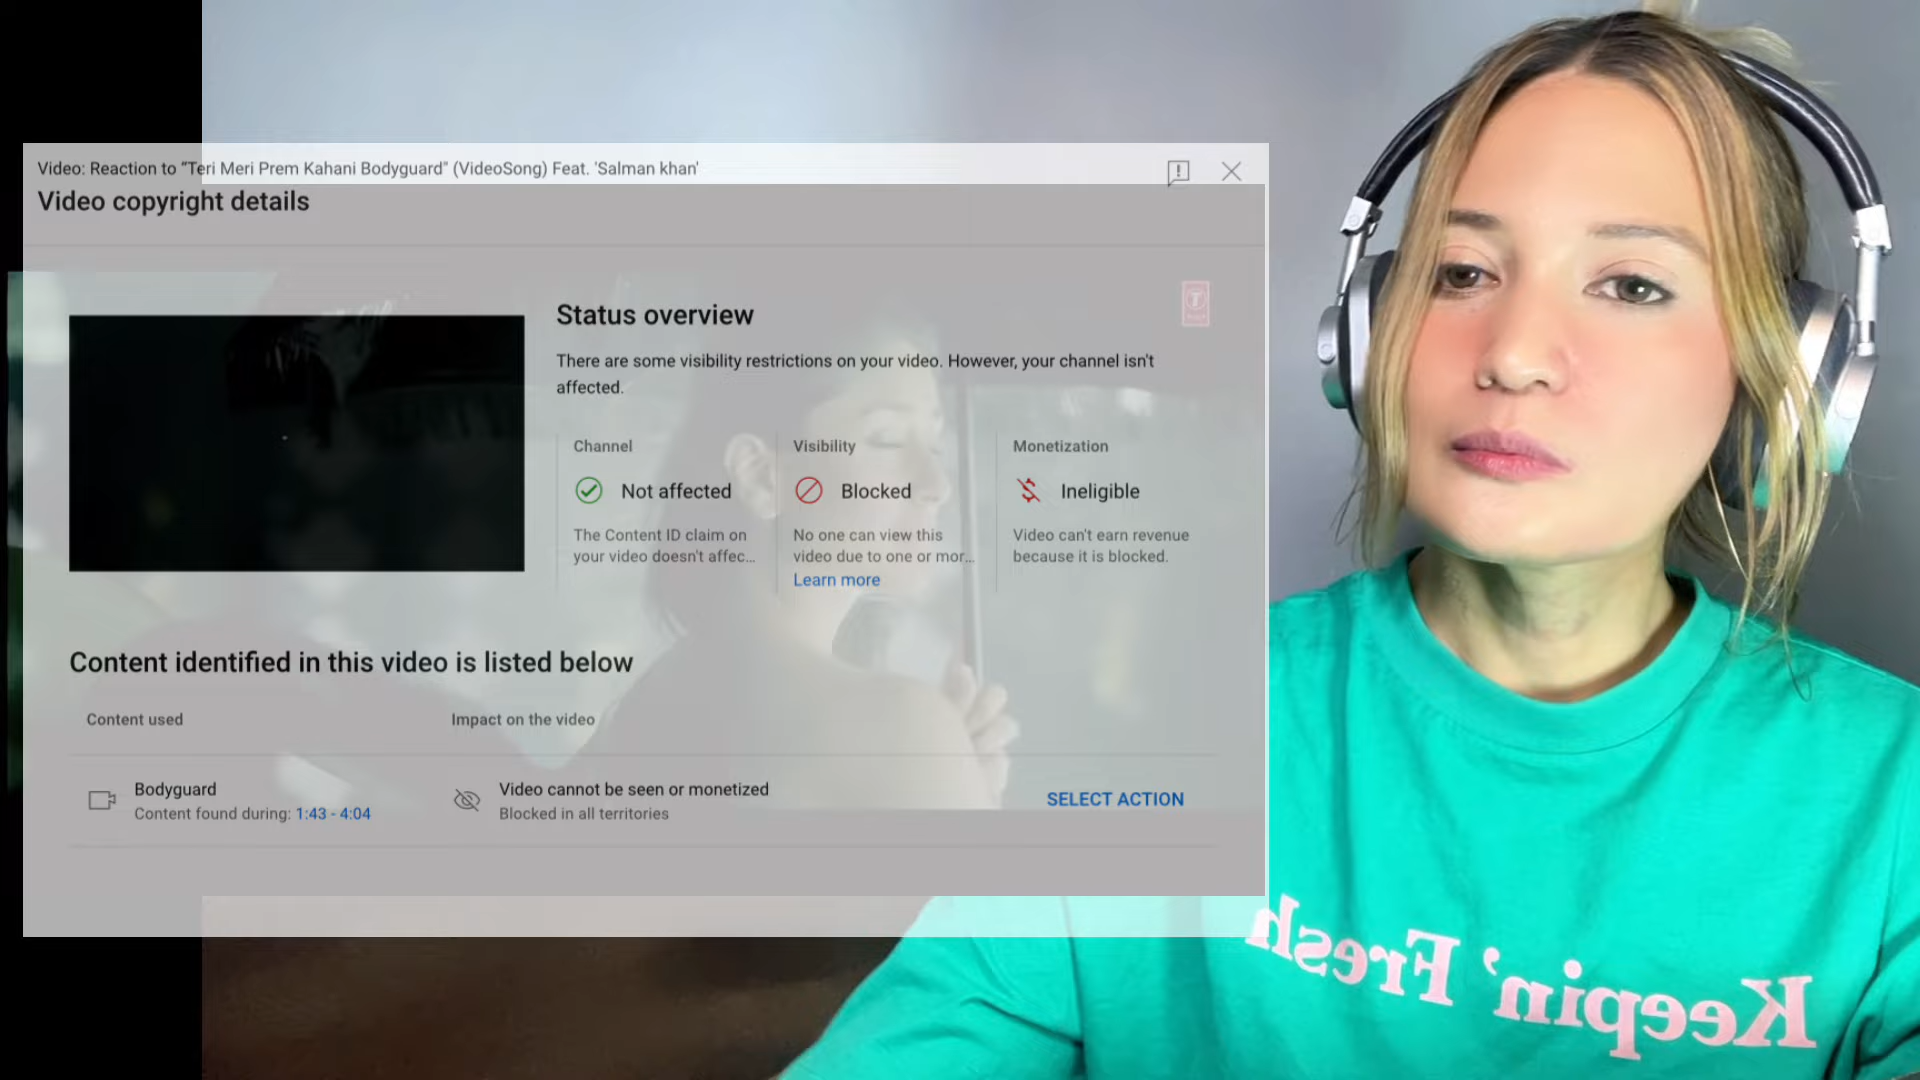 Video: Reaction to "Teri Meri Prem Kahani Bodyguard" (VideoSong) Feat. 'Salman khan'
Video copyright details
Status overview
There are some visibility restrictions on your video. However, your channel isn't
affected.
Channel
Not affected
The Content ID claim on
your video doesn't affec...
Visibility
Blocked
No one can view this
video due to one or mor...
Learn more
Monetization
Ineligible
Video can't earn revenue
because it is blocked.
Content identified in this video is listed below
Content used
Impact on the video
Bodyguard
Content found during: 1:43 - 4:04
Video cannot be seen or monetized
Blocked in all territories
SELECT ACTION
Keepin' Fresh